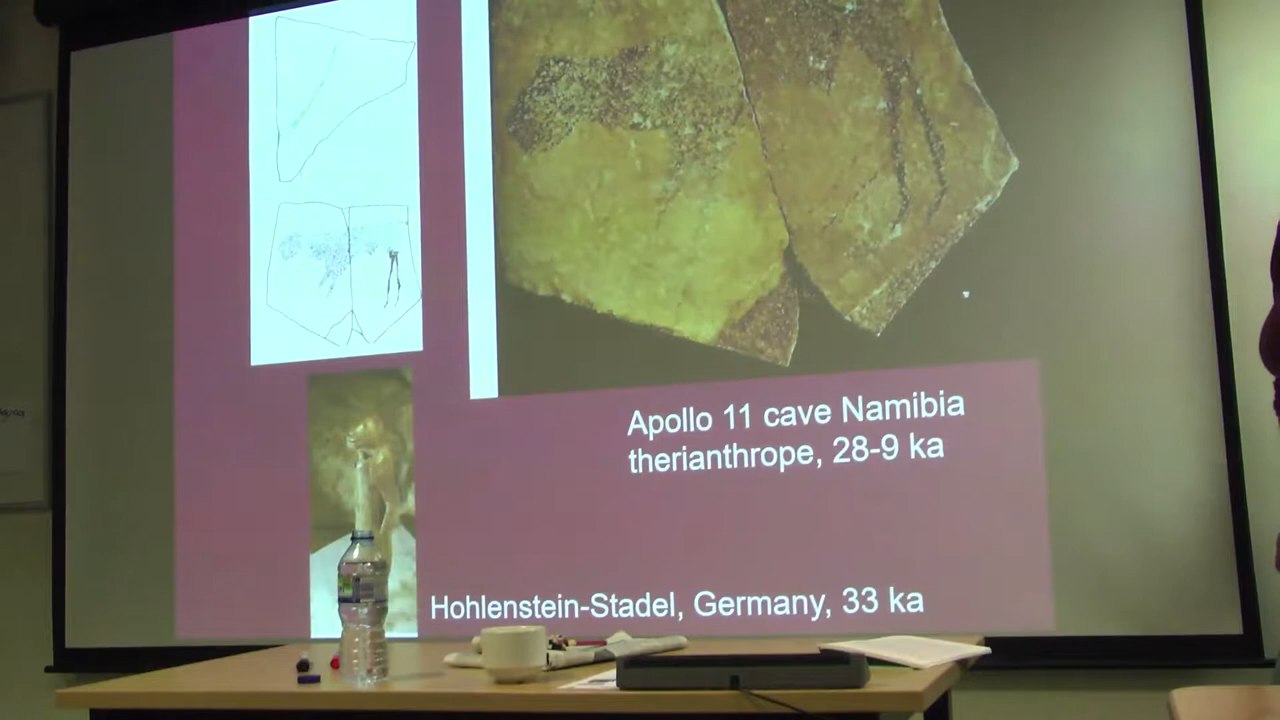 Apollo 11 cave Namibia
therianthrope, 28-9 ka
Hohlenstein-Stadel, Germany, 33 ka